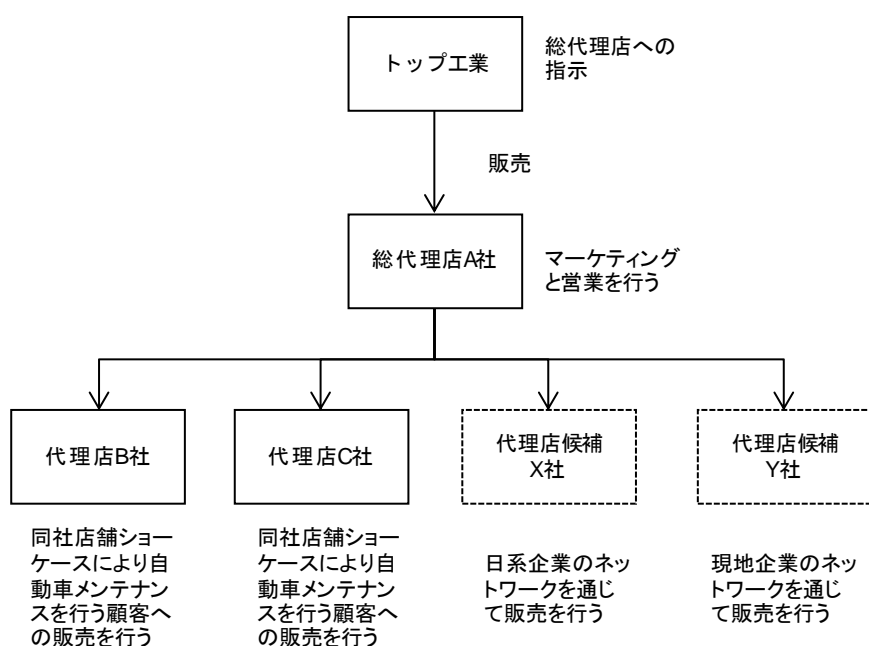 トップ工業
総代理店への
指示
販売
総代理店A社
マーケティング
と営業を行う
代理店B社
代理店C社
代理店候補
X社
代理店候補
Y社
同社店舗ショー
ケースにより自
動車メンテナン
スを行う顧客へ
の販売を行う
同社店舗ショー
ケースにより自
動車メンテナン
スを行う顧客へ
の販売を行う
日系企業のネッ
トワークを通じ
て販売を行う
現地企業のネッ
トワークを通じ
て販売を行う